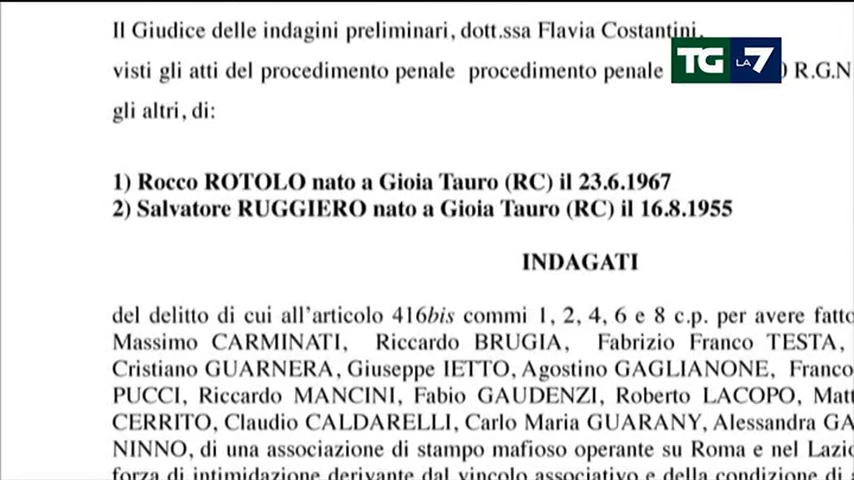 Il Giudice delle indagini preliminari, dott.ssa Flavia Costantini,
TG LA 7
visti gli atti del procedimento penale procedimento penale R.G.N
gli altri, di:
1) Rocco ROTOLO nato a Gioia Tauro (RC) il 23.6.1967
2) Salvatore RUGGIERO nato a Gioia Tauro (RC) il 16.8.1955
INDAGATI
del delitto di cui all'articolo 416bis commi 1, 2, 4, 6 e 8 c.p. per avere fatto
Massimo CARMINATI, Riccardo BRUGIA, Fabrizio Franco TESTA,
Cristiano GUARNERA, Giuseppe IETTO, Agostino GAGLIANONE, Franco
PUCCI, Riccardo MANCINI, Fabio GAUDENZI, Roberto LACOPO, Matt
CERRITO, Claudio CALDARELLI, Carlo Maria GUARANY, Alessandra GA
NINNO, di una associazione di stampo mafioso operante su Roma e nel Lazio
forza di intimidazione derivante dal vincolo associativo e della condizione di